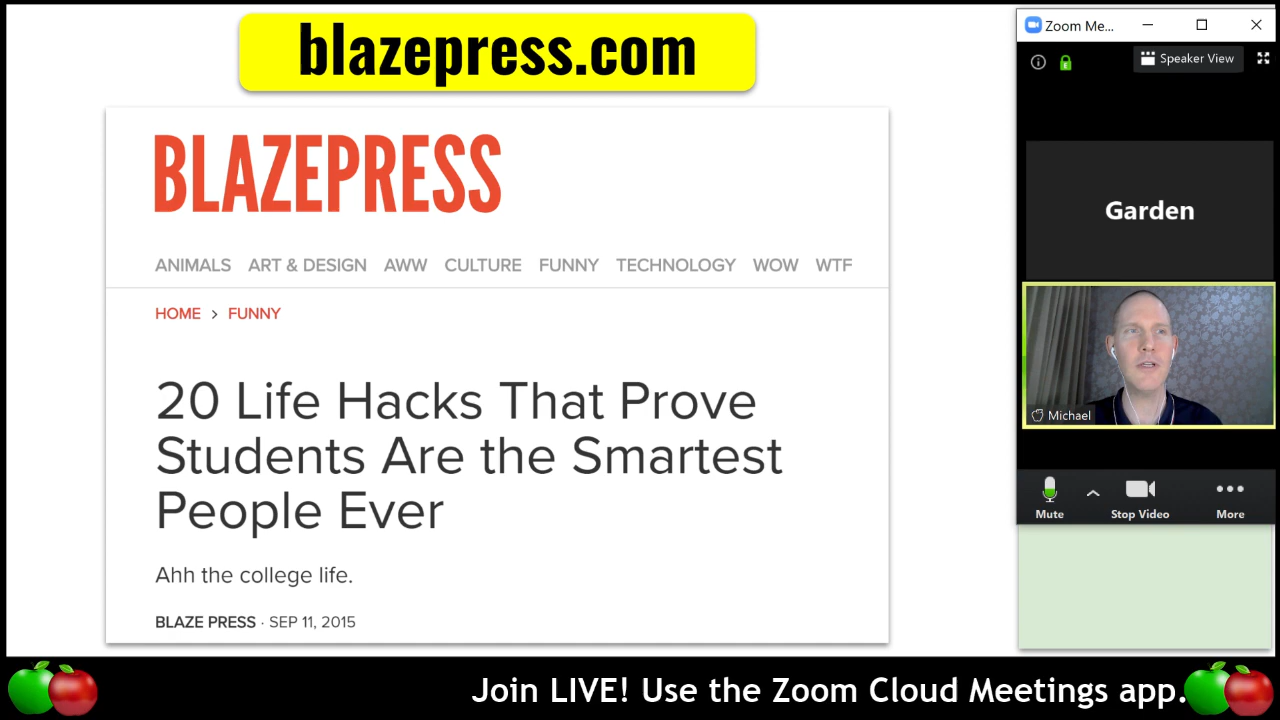 blazepress.com
BLAZEPRESS
ANIMALS ART & DESIGN AWW CULTURE FUNNY TECHNOLOGY WOW WTF
HOME > FUNNY
20 Life Hacks That Prove
Students Are the Smartest
People Ever
Ahh the college life.
BLAZE PRESS · SEP 11, 2015
Zoom Me...
Speaker View
Garden
Michael
Mute
Stop Video
More
Join LIVE! Use the Zoom Cloud Meetings app.